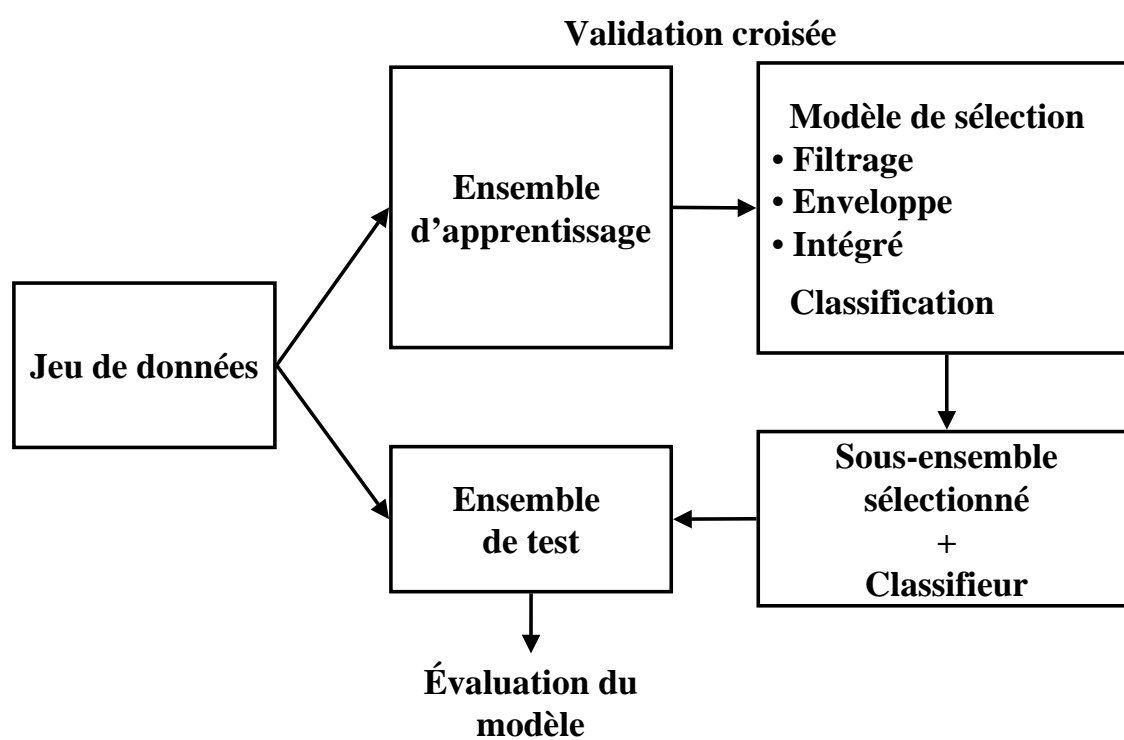 Validation croisée
Ensemble
d’apprentissage
Modèle de sélection
• Filtrage
• Enveloppe
• Intégré
Classification
Jeu de données
Ensemble
de test
Sous-ensemble
sélectionné
+
Classifieur
Évaluation du
modèle